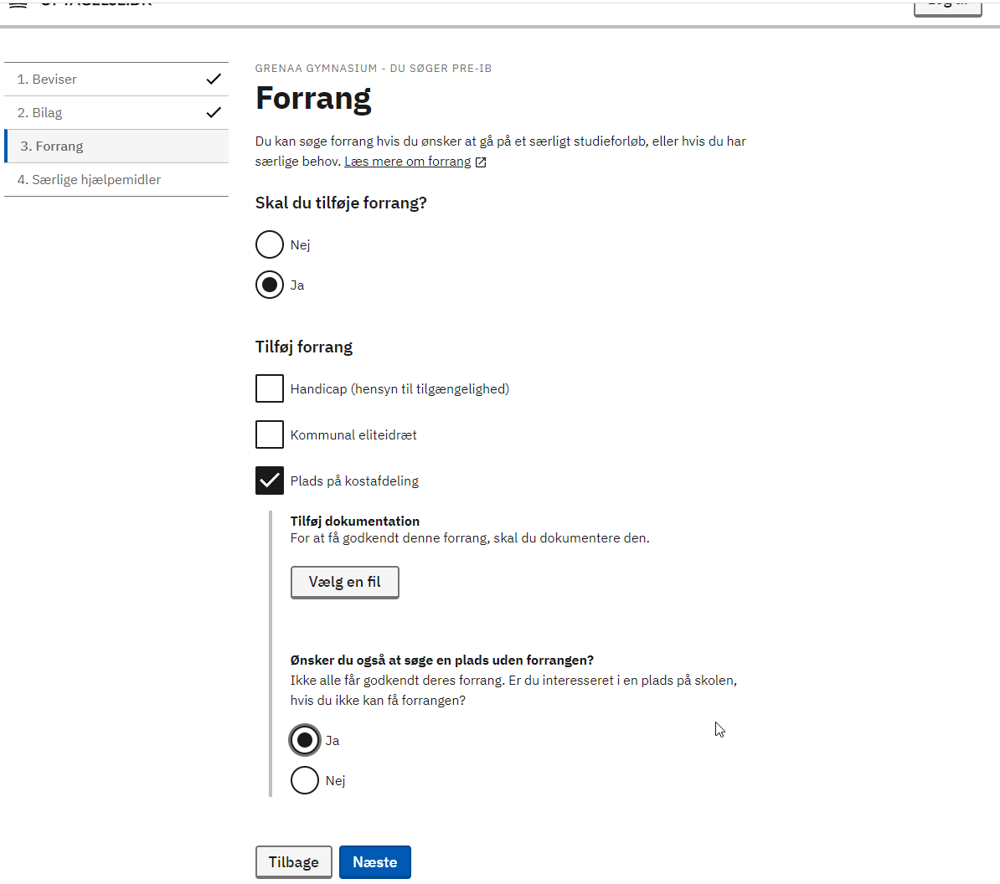 GRENAA GYMNASIUM - DU SØGER PRE-IB
Forrang
1. Beviser
2. Bilag
3. Forrang
4. Særlige hjælpemidler
Du kan søge forrang hvis du ønsker at gå på et særligt studieforløb, eller hvis du har
særlige behov. Læs mere om forrang
Skal du tilføje forrang?
Nej
Ja
Tilføj forrang
Handicap (hensyn til tilgængelighed)
Kommunal eliteidræt
Plads på kostafdeling
Tilføj dokumentation
For at få godkendt denne forrang, skal du dokumentere den.
Vælg en fil
Ønsker du også at søge en plads uden forrangen?
Ikke alle får godkendt deres forrang. Er du interesseret i en plads på skolen,
hvis du ikke kan få forrangen?
Ja
Nej
Tilbage
Næste